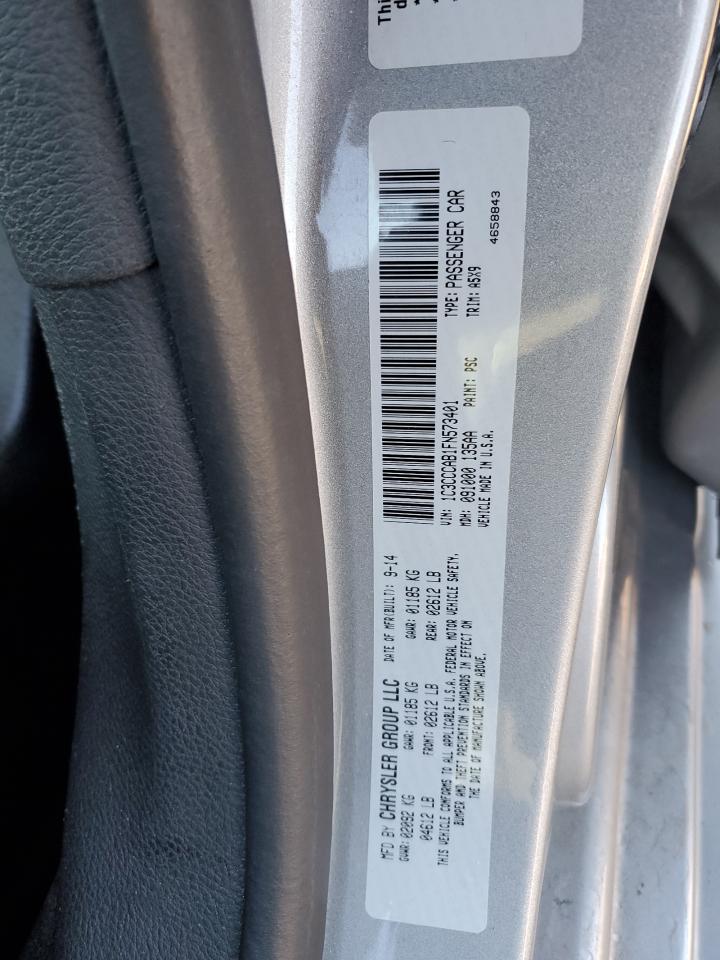 MFD BY CHRYSLER GROUP LLC DATE OF MFR(BUILT): 9-14
GVWR: 02092 KG GAWR: 01185 KG GAWR: 01185 KG
04612 LB FRONT: 02612 LB REAR: 02612 LB
THIS VEHICLE CONFORMS TO ALL APPLICABLE U.S.A. FEDERAL MOTOR VEHICLE SAFETY,
BUMPER AND THEFT PREVENTION STANDARDS IN EFFECT ON
THE DATE OF MANUFACTURE SHOWN ABOVE.
VIN: 1C3CCCAB1FN573401 TYPE: PASSENGER CAR
MDH: 091000 135AA PAINT: PSC TRIM: A5X9
VEHICLE MADE IN U.S.A.
4658843
Thi
d
*
*